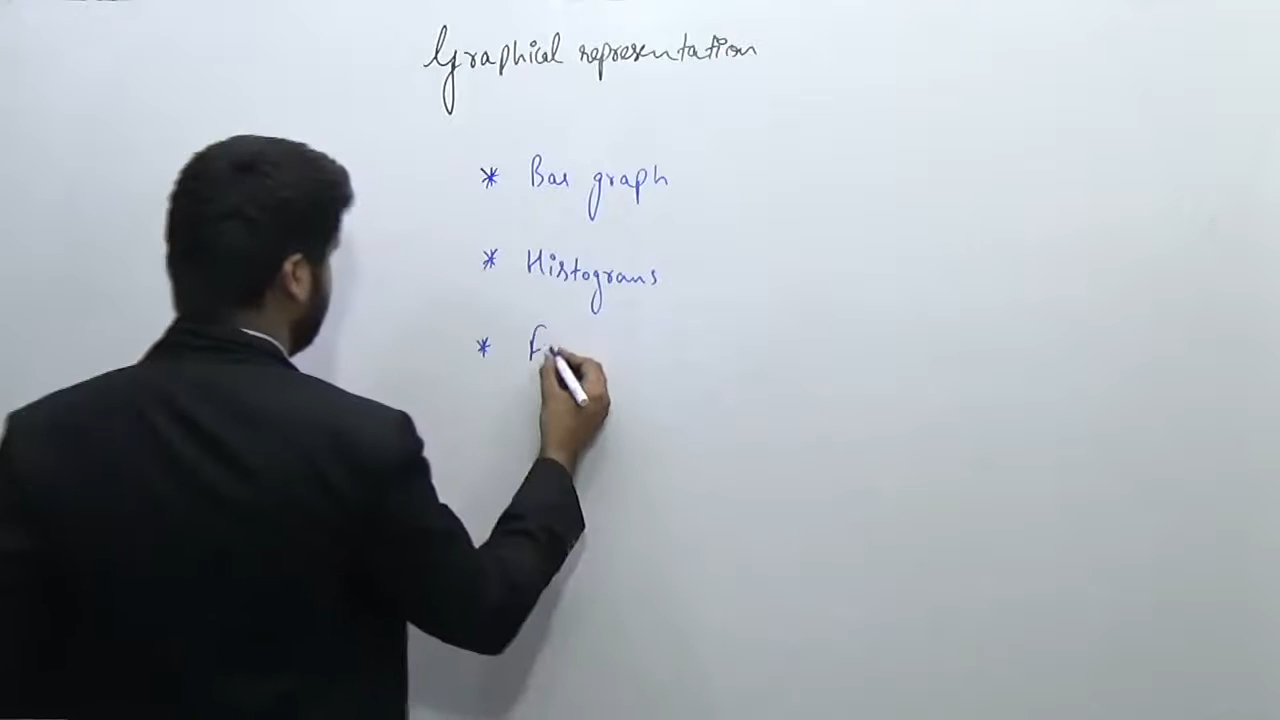 Graphical representation
* Bar graph
* Histograms
* F